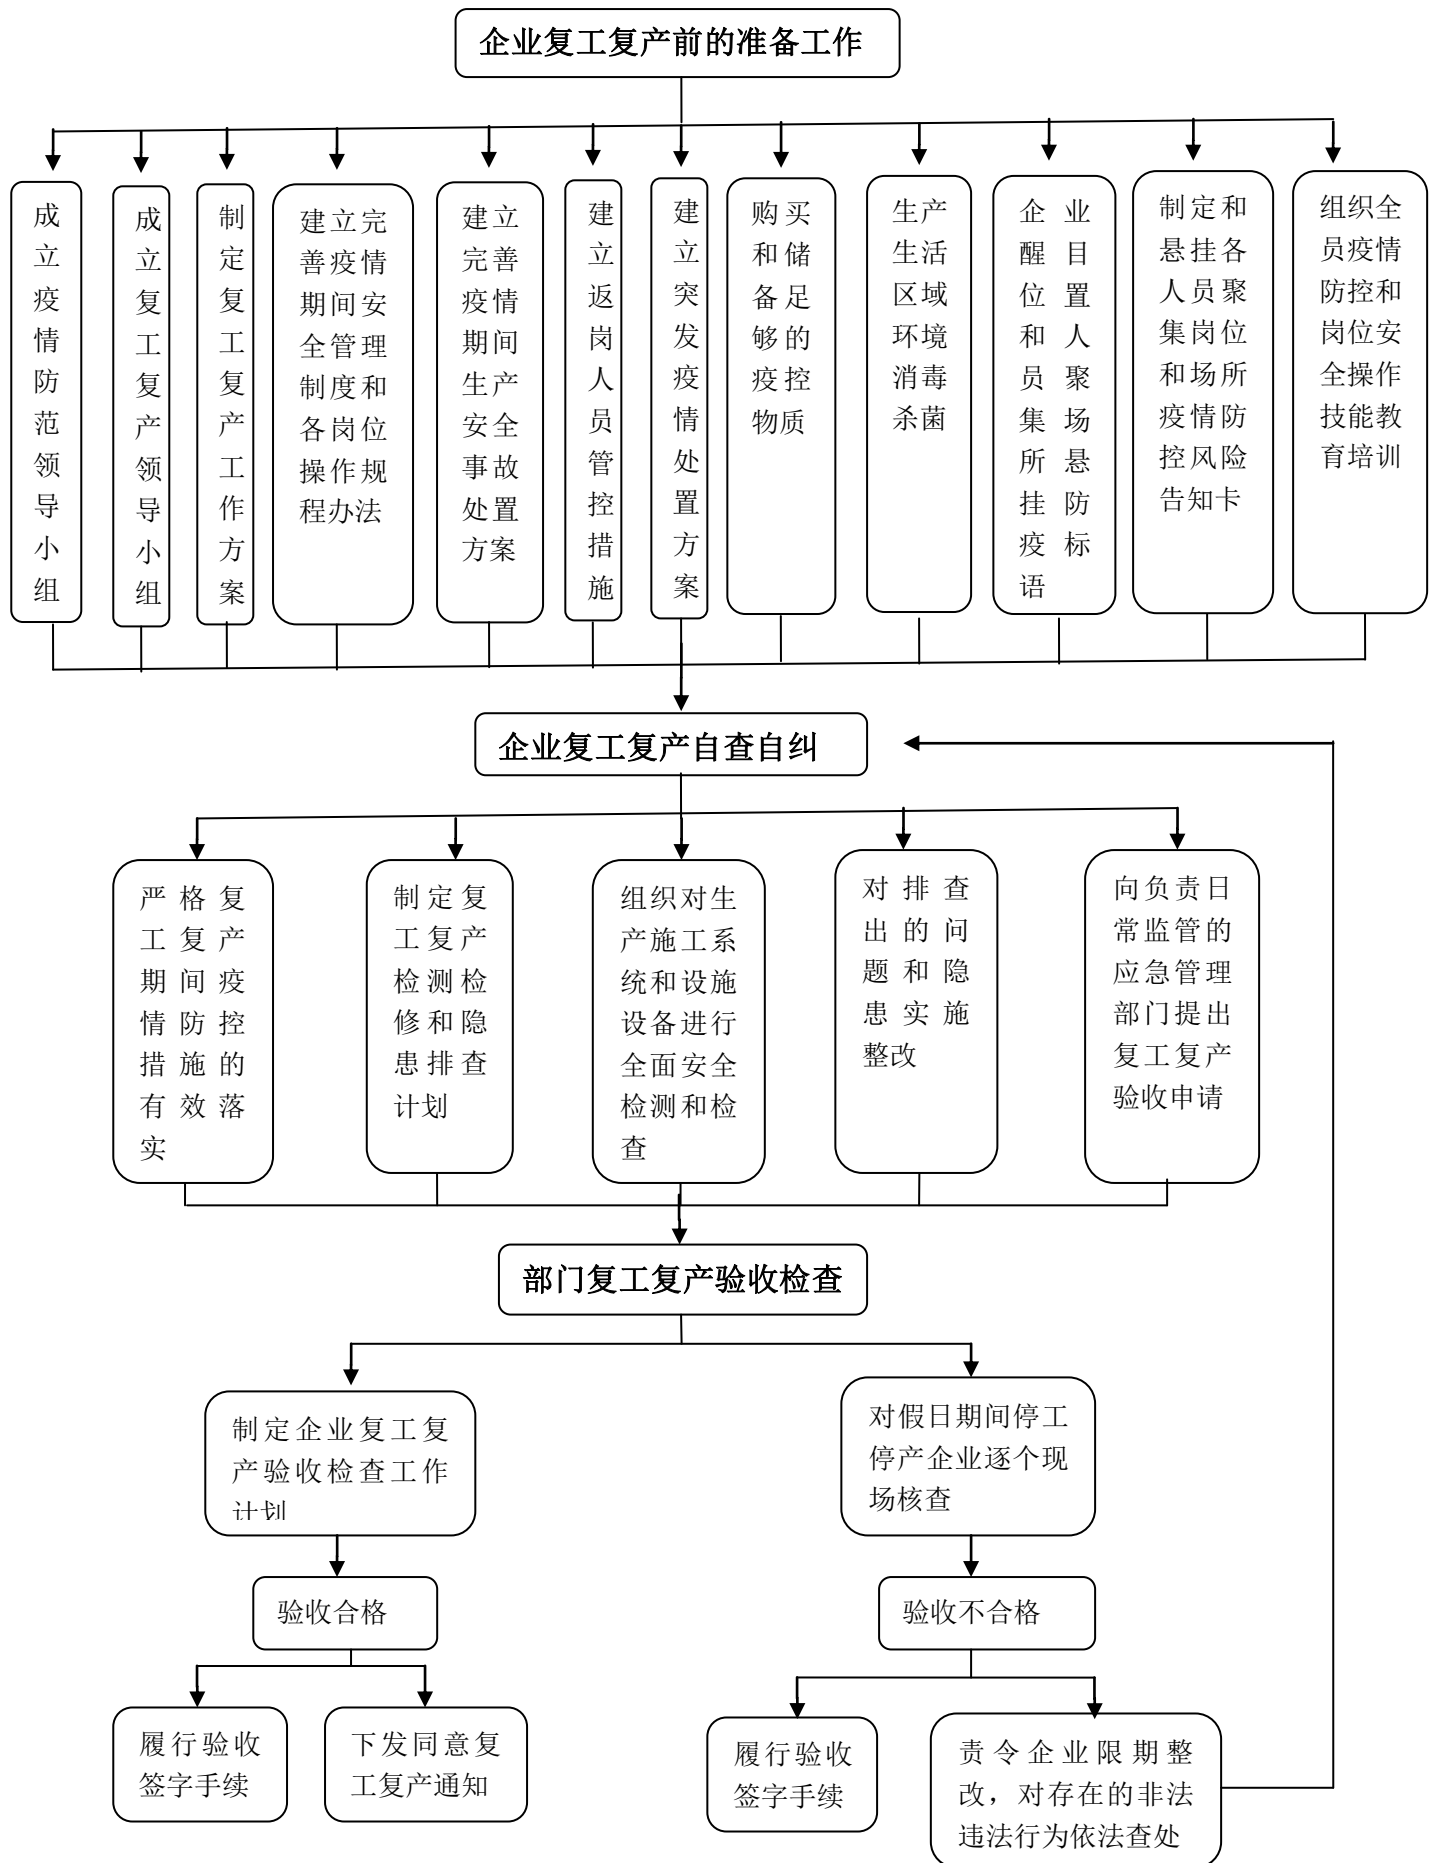 企业复工复产前的准备工作
成立疫情防范领导小组
成立复工复产领导小组
制定复工复产工作方案
建立完
善疫情
期间安
全管理
制度和
各岗位
操作规
程办法
建立
完善
疫情
期间
生产
安全
事故
处置
方案
建立返岗人员管控措施
建立突发疫情处置方案
购买
和储
备足
够的
疫控
物质
生产
生活
区域
环境
消毒
杀菌
企业
醒目
位置
和人
员聚
集场
所悬
挂防
疫标
语
制定和
悬挂各
人员聚
集岗位
和场所
疫情防
控风险
告知卡
组织全
员疫情
防控和
岗位安
全操作
技能教
育培训
企业复工复产自查自纠
严格复
工复产
期间疫
情防控
措施的
有效落
实
制定复
工复产
检测检
修和隐
患排查
计划
组织对生
产施工系
统和设施
设备进行
全面安全
检测和检
查
对排查
出的问
题和隐
患实施
整改
向负责日
常监管的
应急管理
部门提出
复工复产
验收申请
部门复工复产验收检查
制定企业复工复
产验收检查工作
计划
对假日期间停工
停产企业逐个现
场核查
验收合格
验收不合格
履行验收
签字手续
下发同意复
工复产通知
履行验收
签字手续
责令企业限期整
改，对存在的非法
违法行为依法查处